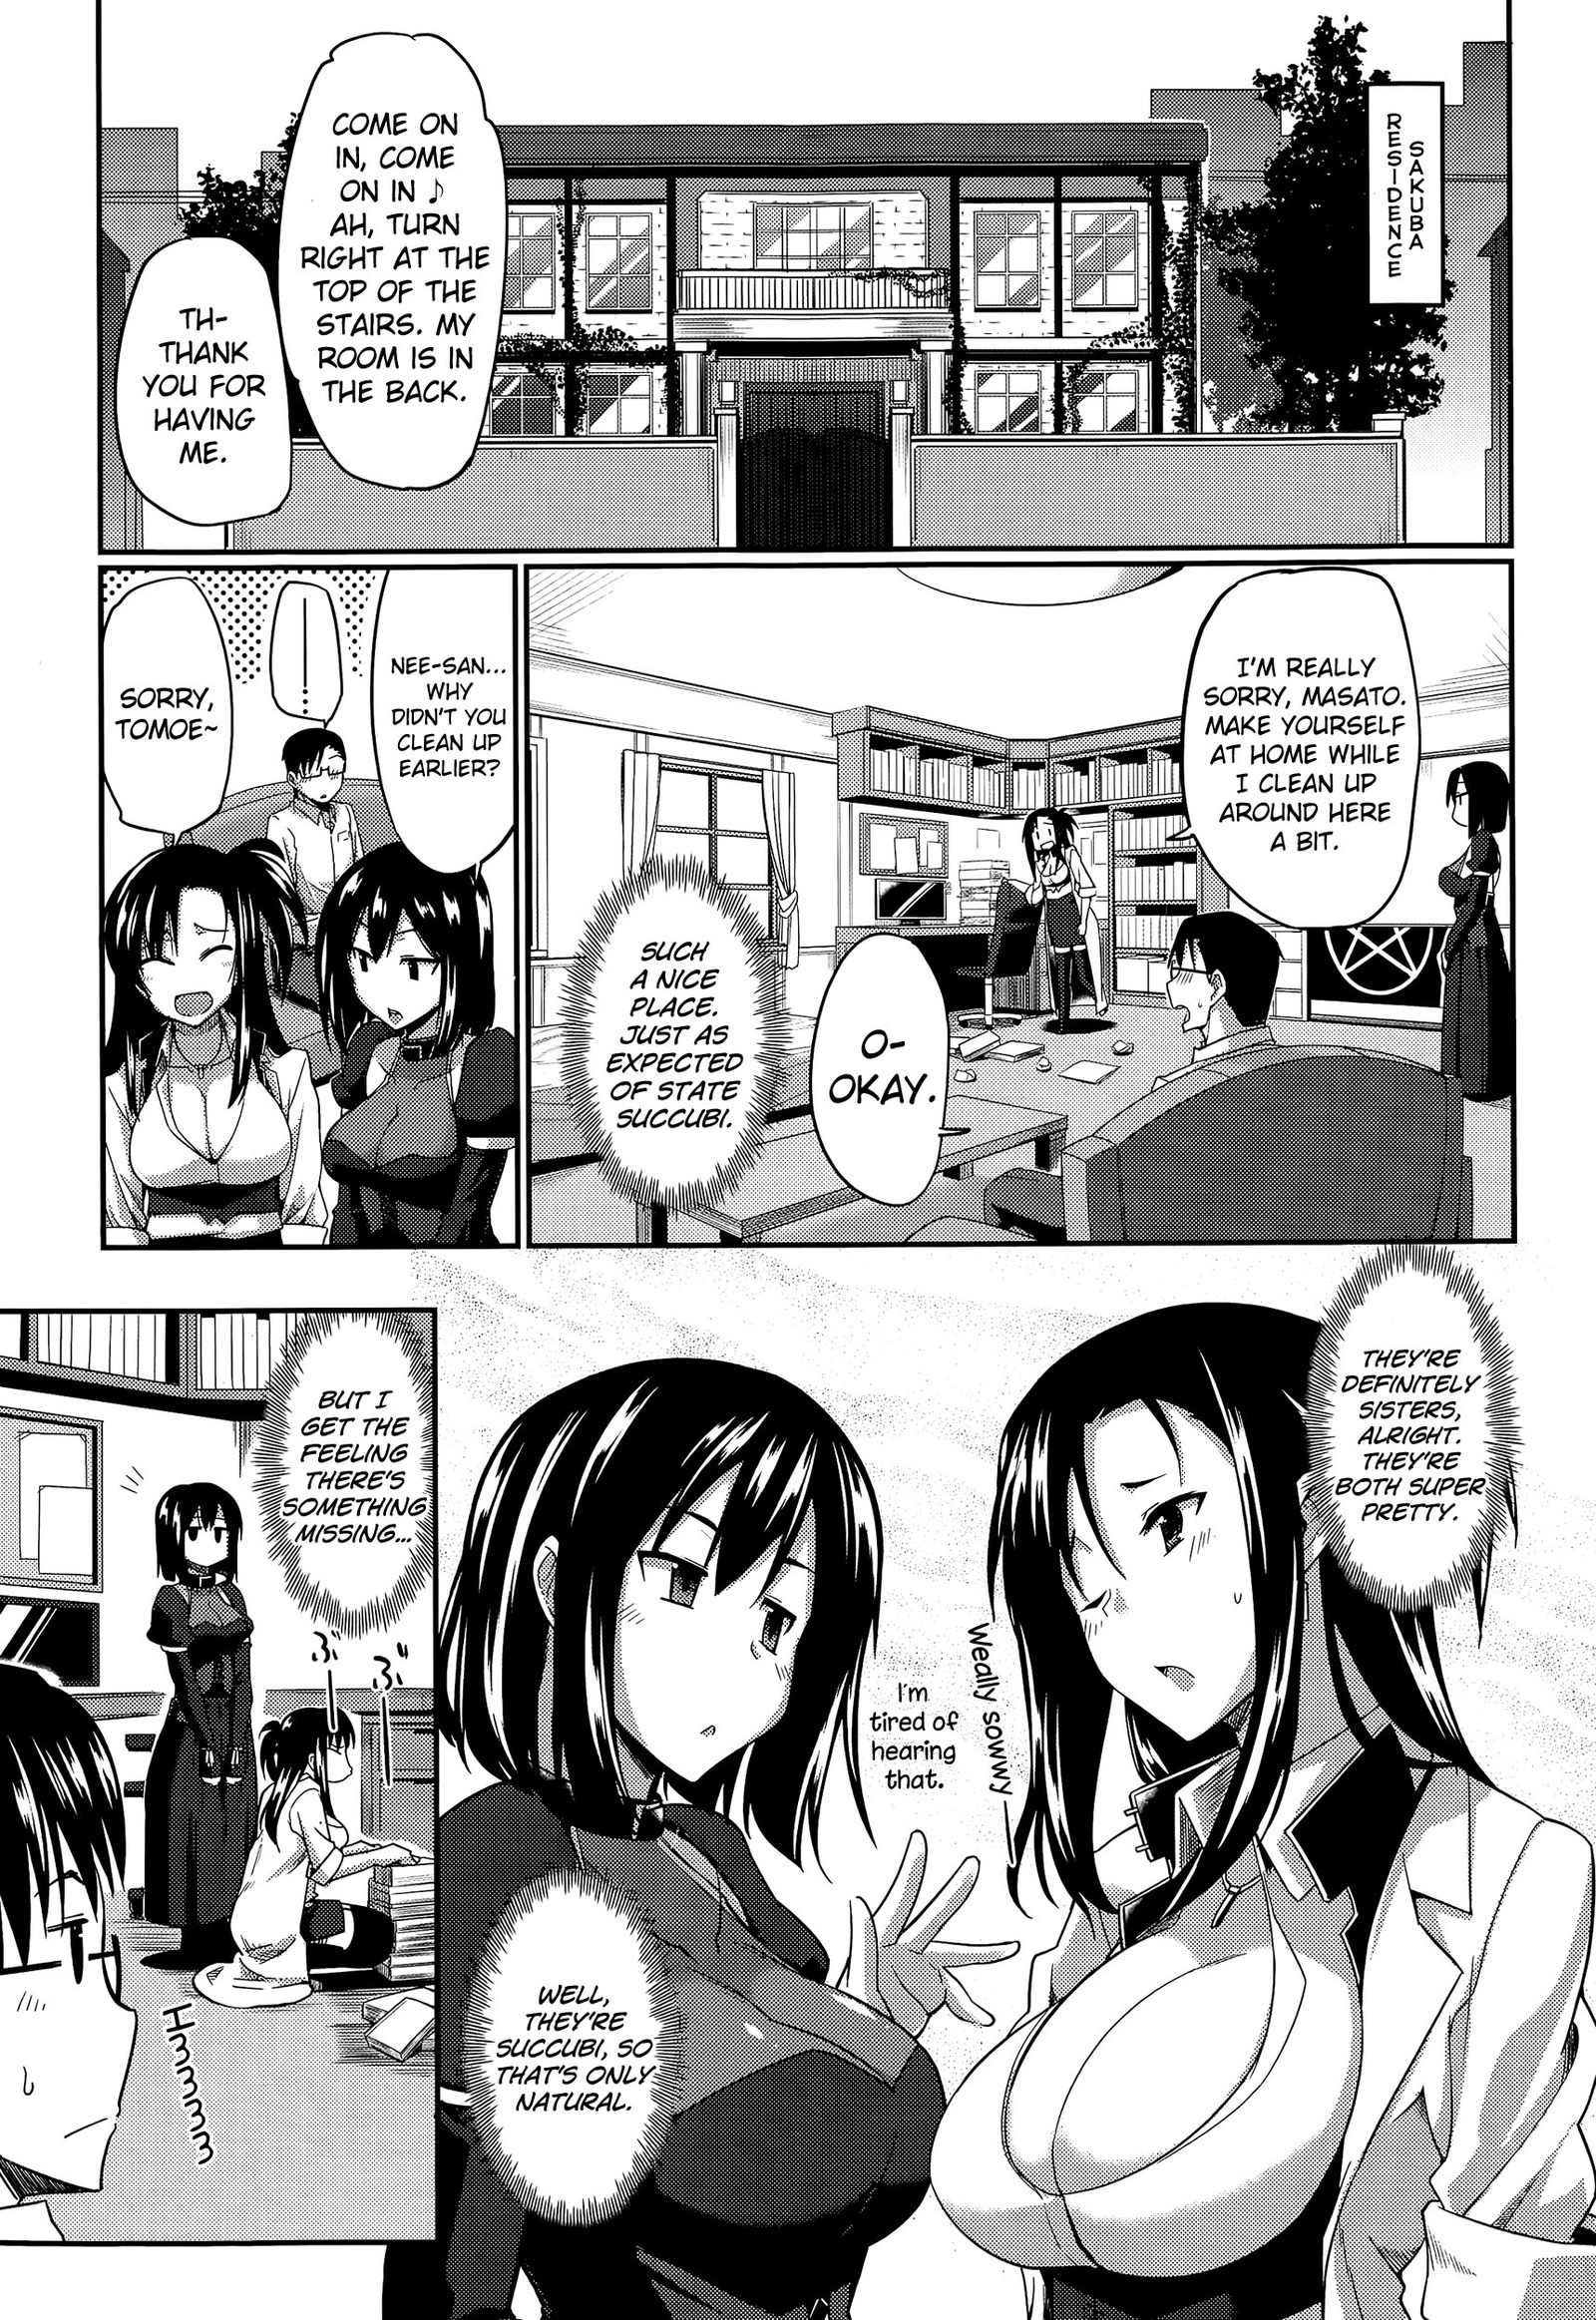 SAKUBA
RESIDENCE
COME ON
IN, COME
ON IN ♪
AH, TURN
RIGHT AT THE
TOP OF THE
STAIRS. MY
ROOM IS IN
THE BACK.
TH-
THANK
YOU FOR
HAVING
ME.
I'M REALLY
SORRY, MASATO.
MAKE YOURSELF
AT HOME WHILE
I CLEAN UP
AROUND HERE
A BIT.
O-
OKAY.
SUCH
A NICE
PLACE.
JUST AS
EXPECTED
OF STATE
SUCCUBI.
NEE-SAN...
WHY
DIDN'T YOU
CLEAN UP
EARLIER?
SORRY,
TOMOE~
THEY'RE
DEFINITELY
SISTERS,
ALRIGHT.
THEY'RE
BOTH SUPER
PRETTY.
Weally sowwy —
I'm
tired of
hearing
that.
WELL,
THEY'RE
SUCCUBI, SO
THAT'S ONLY
NATURAL.
BUT I
GET THE
FEELING
THERE'S
SOMETHING
MISSING...
ぷ
ぷ
Hmmmmm